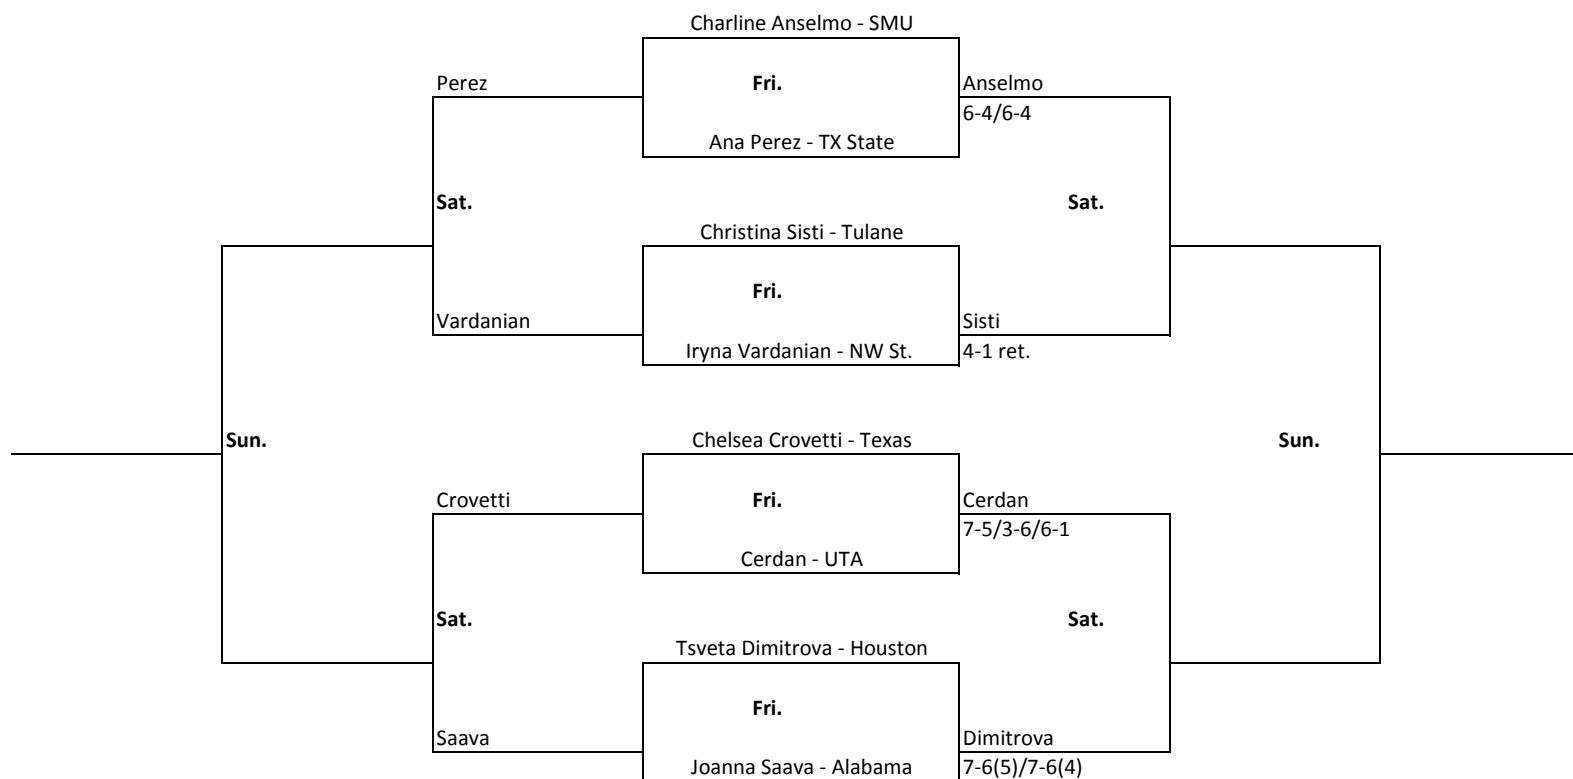 Charline Anselmo - SMU
Perez
Fri.
Anselmo
6-4/6-4
Ana Perez - TX State
Sat.
Sat.
Christina Sisti - Tulane
Fri.
Vardanian
Sisti
Iryna Vardanian - NW St.
4-1 ret.
Sun.
Chelsea Crovetti - Texas
Sun.
Crovetti
Fri.
Cerdan
7-5/3-6/6-1
Cerdan - UTA
Sat.
Sat.
Tsveta Dimitrova - Houston
Fri.
Saava
Dimitrova
Joanna Saava - Alabama
7-6(5)/7-6(4)